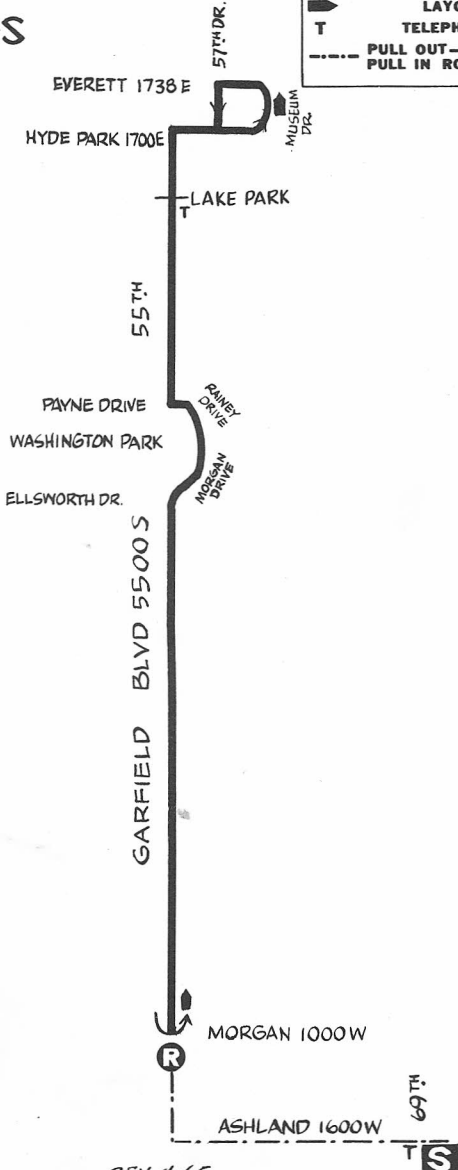 S
57TH DR.
LAYO
T TELEPH
PULL OUT-
PULL IN RO
EVERETT 1738 E
MUSEUM
DR.
HYDE PARK 1700E
LAKE PARK
T
55TH
PAYNE DRIVE
RAINEY
DRIVE
WASHINGTON PARK
MORGAN
DRIVE
ELLSWORTH DR.
GARFIELD BLVD 5500 S
MORGAN 1000 W
R
69TH
ASHLAND 1600W
T S